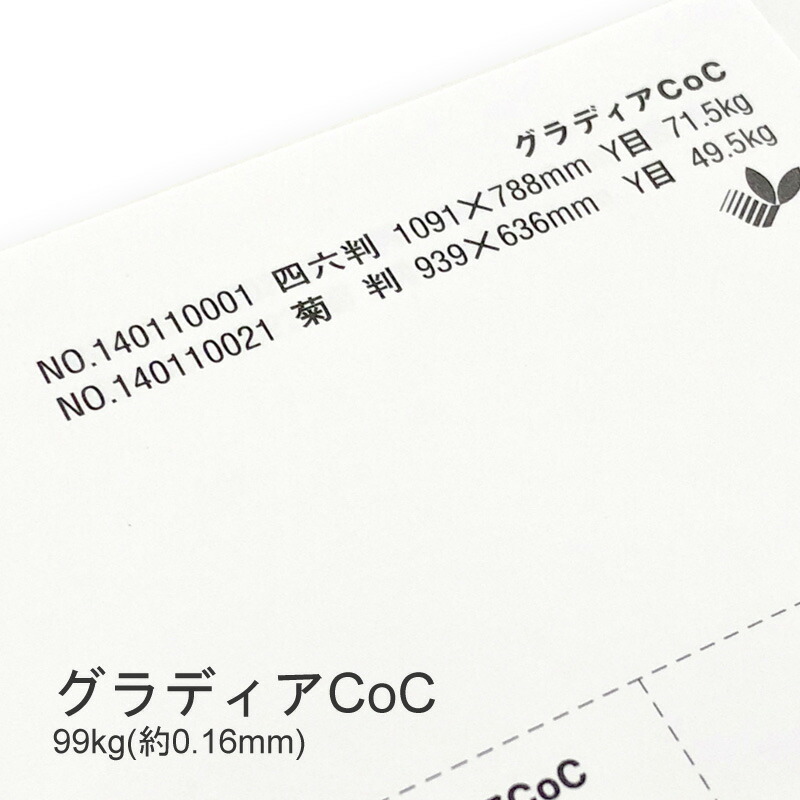 グラディアCoC
NO.140110001 四六判 1091×788mm Y目 71.5kg
NO.140110021 菊 判 939×636mm Y目 49.5kg
グラディアCoC
99kg(約0.16mm)
CoC